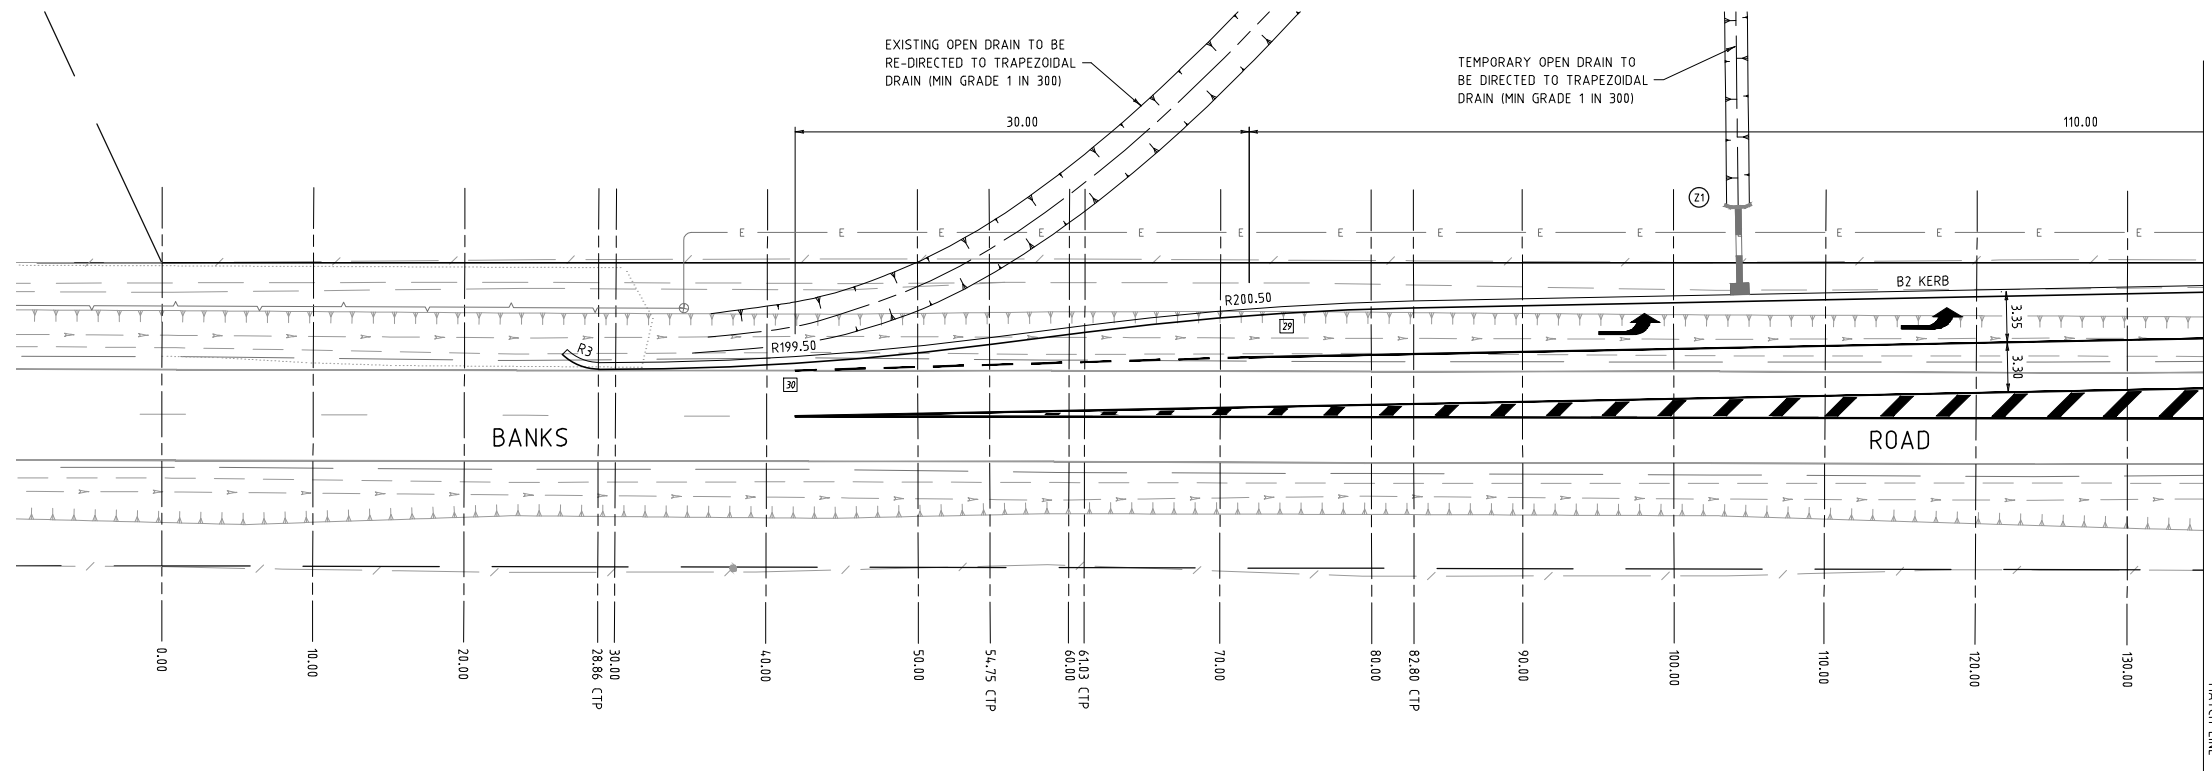 EXISTING OPEN DRAIN TO BE
RE-DIRECTED TO TRAPEZOIDAL
DRAIN (MIN GRADE 1 IN 300)
TEMPORARY OPEN DRAIN TO
BE DIRECTED TO TRAPEZOIDAL
DRAIN (MIN GRADE 1 IN 300)
30.00
110.00
Z1
E E E E E E E E E E E E E E
B2 KERB
R200.50
29
3.35
R3
R199.50
30
3.30
BANKS
ROAD
0.00
10.00
20.00
28.86 CTP
30.00
40.00
50.00
54.75 CTP
60.00
61.03 CTP
70.00
80.00
82.80 CTP
90.00
100.00
110.00
120.00
130.00